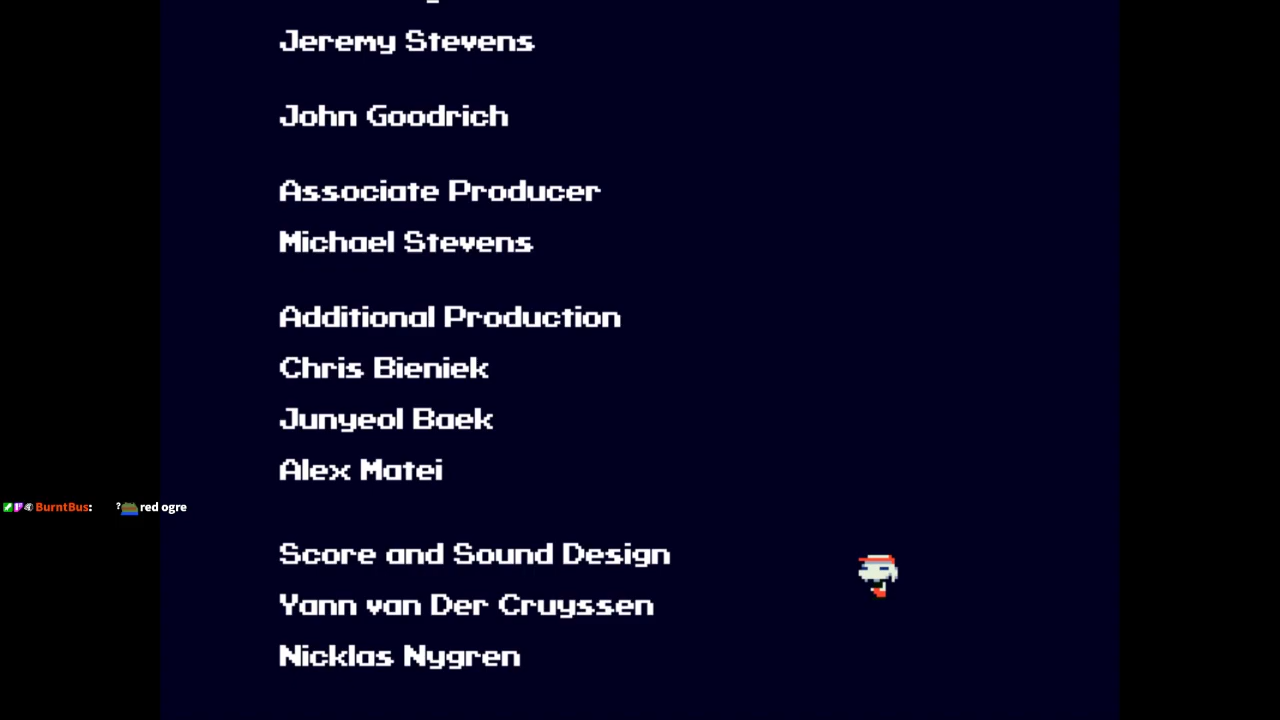 Jeremy Stevens
John Goodrich
Associate Producer
Michael Stevens
Additional Production
Chris Bieniek
Junyeol Baek
Alex Matei
BurntBus: ? red ogre
Score and Sound Design
Yann van Der Cruyssen
Nicklas Nygren